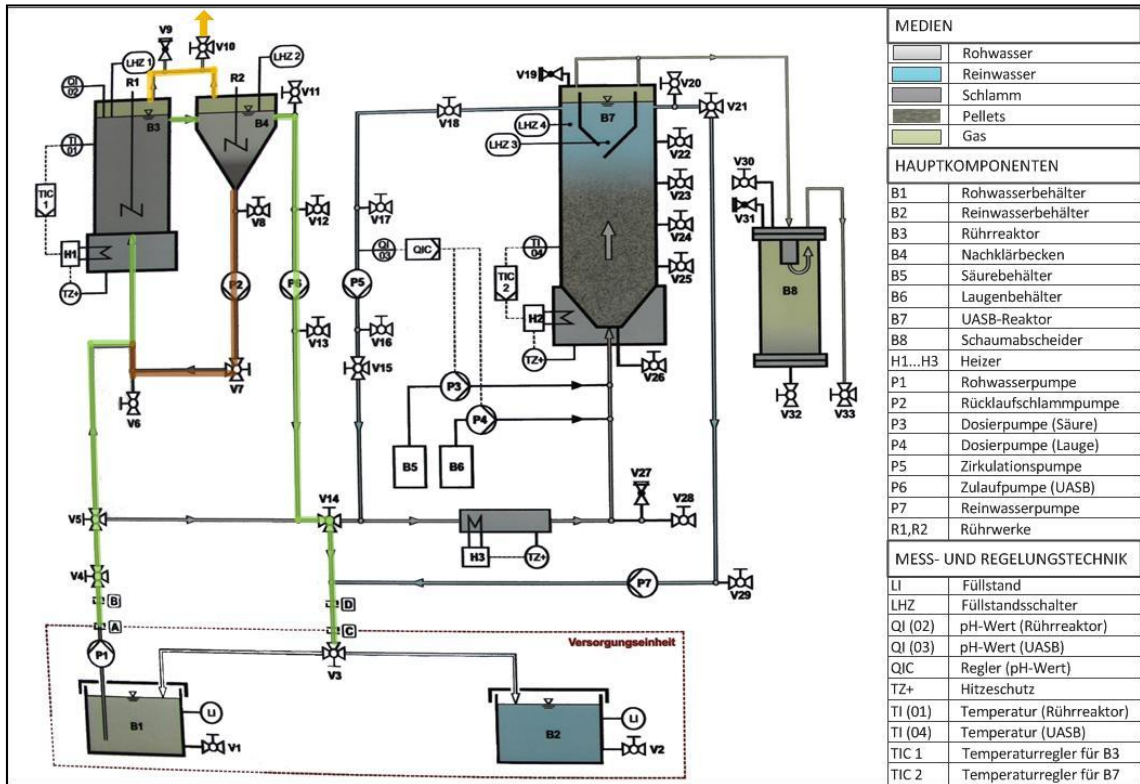 V9
V10
LHZ 1
LHZ 2
R1
R2
QI
02
V11
B3
B4
TI
01
TIC
1
H1
TZ+
V8
V12
P2
P6
V13
V7
V6
V5
V4
B
A
P1
V14
D
C
V3
Versorgungseinheit
B1
LI
V1
B2
LI
V2
V19
V20
V21
V18
B7
LHZ 4
LHZ 3
V22
V17
V23
QI
03
QIC
TI
04
V24
P5
TIC
2
V25
V16
H2
TZ+
V15
V26
P3
P4
B5
B6
V27
V28
H3
TZ+
P7
V29
V30
V31
B8
V32
V33
MEDIEN
Rohwasser
Reinwasser
Schlamm
Pellets
Gas
HAUPTKOMPONENTEN
B1 Rohwasserbehälter
B2 Reinwasserbehälter
B3 Rührreaktor
B4 Nachklärbecken
B5 Säurebehälter
B6 Laugenbehälter
B7 UASB-Reaktor
B8 Schaumabscheider
H1...H3 Heizer
P1 Rohwasserpumpe
P2 Rücklaufschlammpumpe
P3 Dosierpumpe (Säure)
P4 Dosierpumpe (Lauge)
P5 Zirkulationspumpe
P6 Zulaufpumpe (UASB)
P7 Reinwasserpumpe
R1,R2 Rührwerke
MESS- UND REGELUNGSTECHNIK
LI Füllstand
LHZ Füllstandsschalter
QI (02) pH-Wert (Rührreaktor)
QI (03) pH-Wert (UASB)
QIC Regler (pH-Wert)
TZ+ Hitzeschutz
TI (01) Temperatur (Rührreaktor)
TI (04) Temperatur (UASB)
TIC 1 Temperaturregler für B3
TIC 2 Temperaturregler für B7